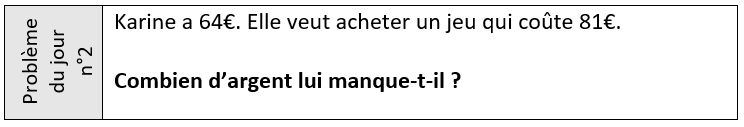 Problème
du jour
n°2
Karine a 64€. Elle veut acheter un jeu qui coûte 81€.
Combien d’argent lui manque-t-il ?